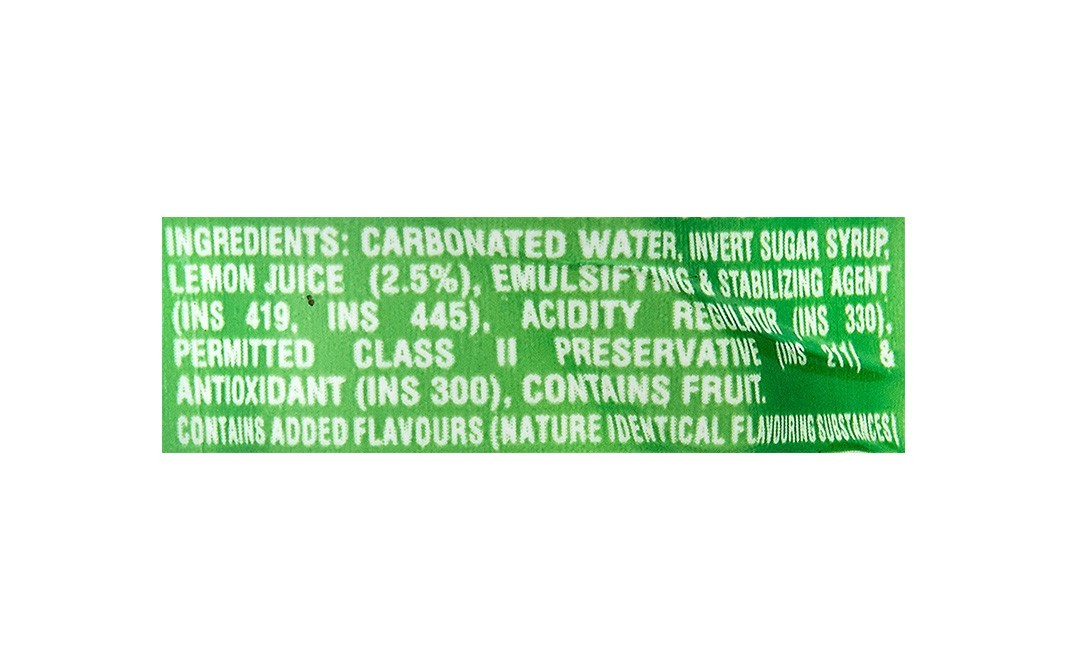 INGREDIENTS: CARBONATED WATER, INVERT SUGAR SYRUP,
LEMON JUICE (2.5%), EMULSIFYING & STABILIZING AGENT
(INS 419, INS 445), ACIDITY REGULATOR (INS 330),
PERMITTED CLASS II PRESERVATIVE (INS 211) &
ANTIOXIDANT (INS 300), CONTAINS FRUIT.
CONTAINS ADDED FLAVOURS (NATURE IDENTICAL FLAVOURING SUBSTANCES)